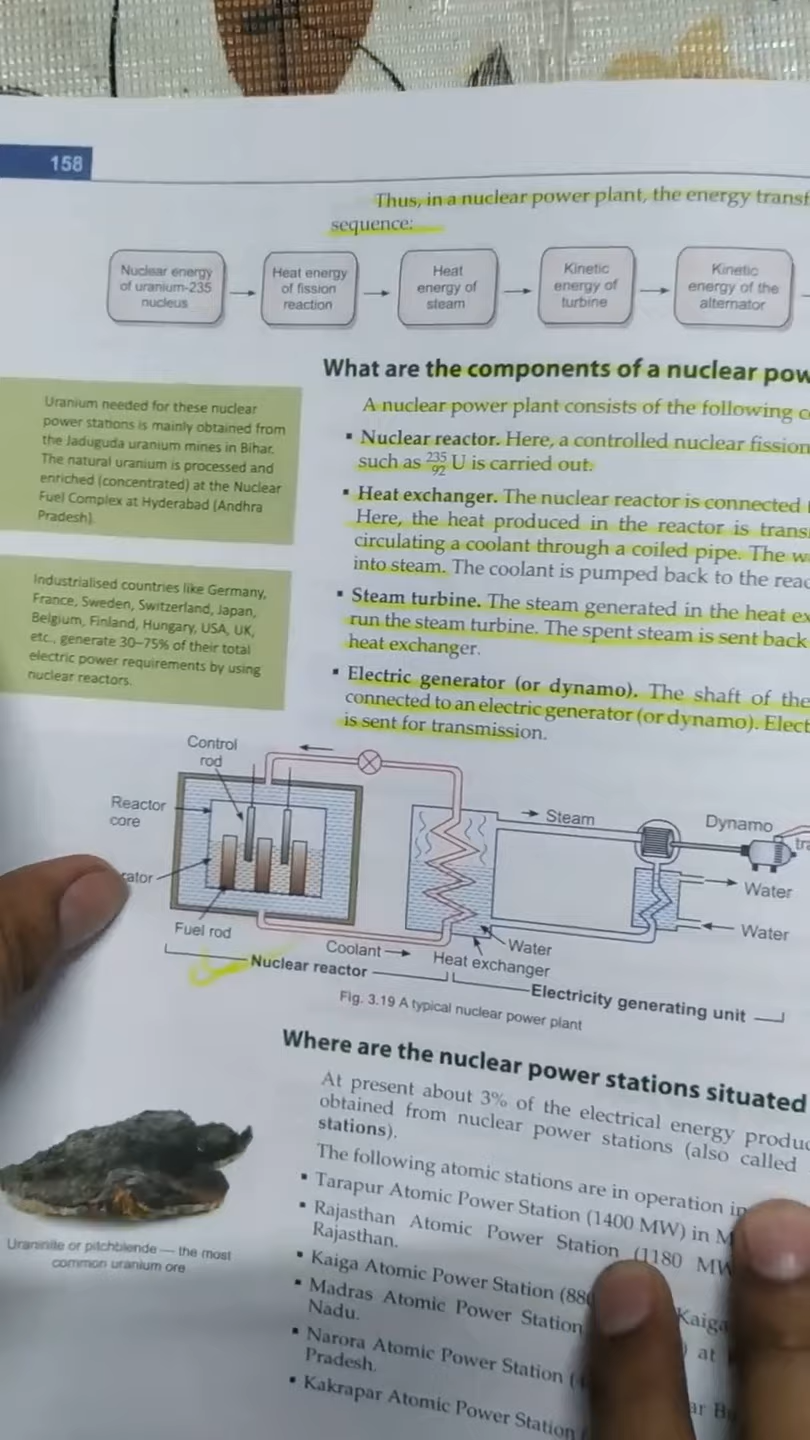 158
Thus, in a nuclear power plant, the energy transf
sequence:
Nuclear energy
of uranium-235
nucleus
Heat energy
of fission
reaction
Heat
energy of
steam
Kinetic
energy of
turbine
Kinetic
energy of the
alternator
What are the components of a nuclear pow
A nuclear power plant consists of the following c
▪ Nuclear reactor. Here, a controlled nuclear fission
such as ²³⁵₉₂ U is carried out.
▪ Heat exchanger. The nuclear reactor is connected
Here, the heat produced in the reactor is trans
circulating a coolant through a coiled pipe. The w
into steam. The coolant is pumped back to the reac
▪ Steam turbine. The steam generated in the heat ex
run the steam turbine. The spent steam is sent back
heat exchanger.
▪ Electric generator (or dynamo). The shaft of the
connected to an electric generator (or dynamo). Elect
is sent for transmission.
Uranium needed for these nuclear
power stations is mainly obtained from
the Jaduguda uranium mines in Bihar.
The natural uranium is processed and
enriched (concentrated) at the Nuclear
Fuel Complex at Hyderabad (Andhra
Pradesh).
Industrialised countries like Germany,
France, Sweden, Switzerland, Japan,
Belgium, Finland, Hungary, USA, UK,
etc., generate 30–75% of their total
electric power requirements by using
nuclear reactors.
Control
rod
Reactor
core
rator
Fuel rod
Coolant
Steam
Dynamo
tra
Water
Water
Water
Heat exchanger
Nuclear reactor
Electricity generating unit
Fig. 3.19 A typical nuclear power plant
Where are the nuclear power stations situated
At present about 3% of the electrical energy produc
obtained from nuclear power stations (also called
stations).
The following atomic stations are in operation in
▪ Tarapur Atomic Power Station (1400 MW) in M
▪ Rajasthan Atomic Power Station (1180 MW
Rajasthan.
▪ Kaiga Atomic Power Station (880 Kaiga
▪ Madras Atomic Power Station ) at
Nadu.
▪ Narora Atomic Power Station (4 ar B
Pradesh.
▪ Kakrapar Atomic Power Station (
Uraninite or pitchblende — the most
common uranium ore